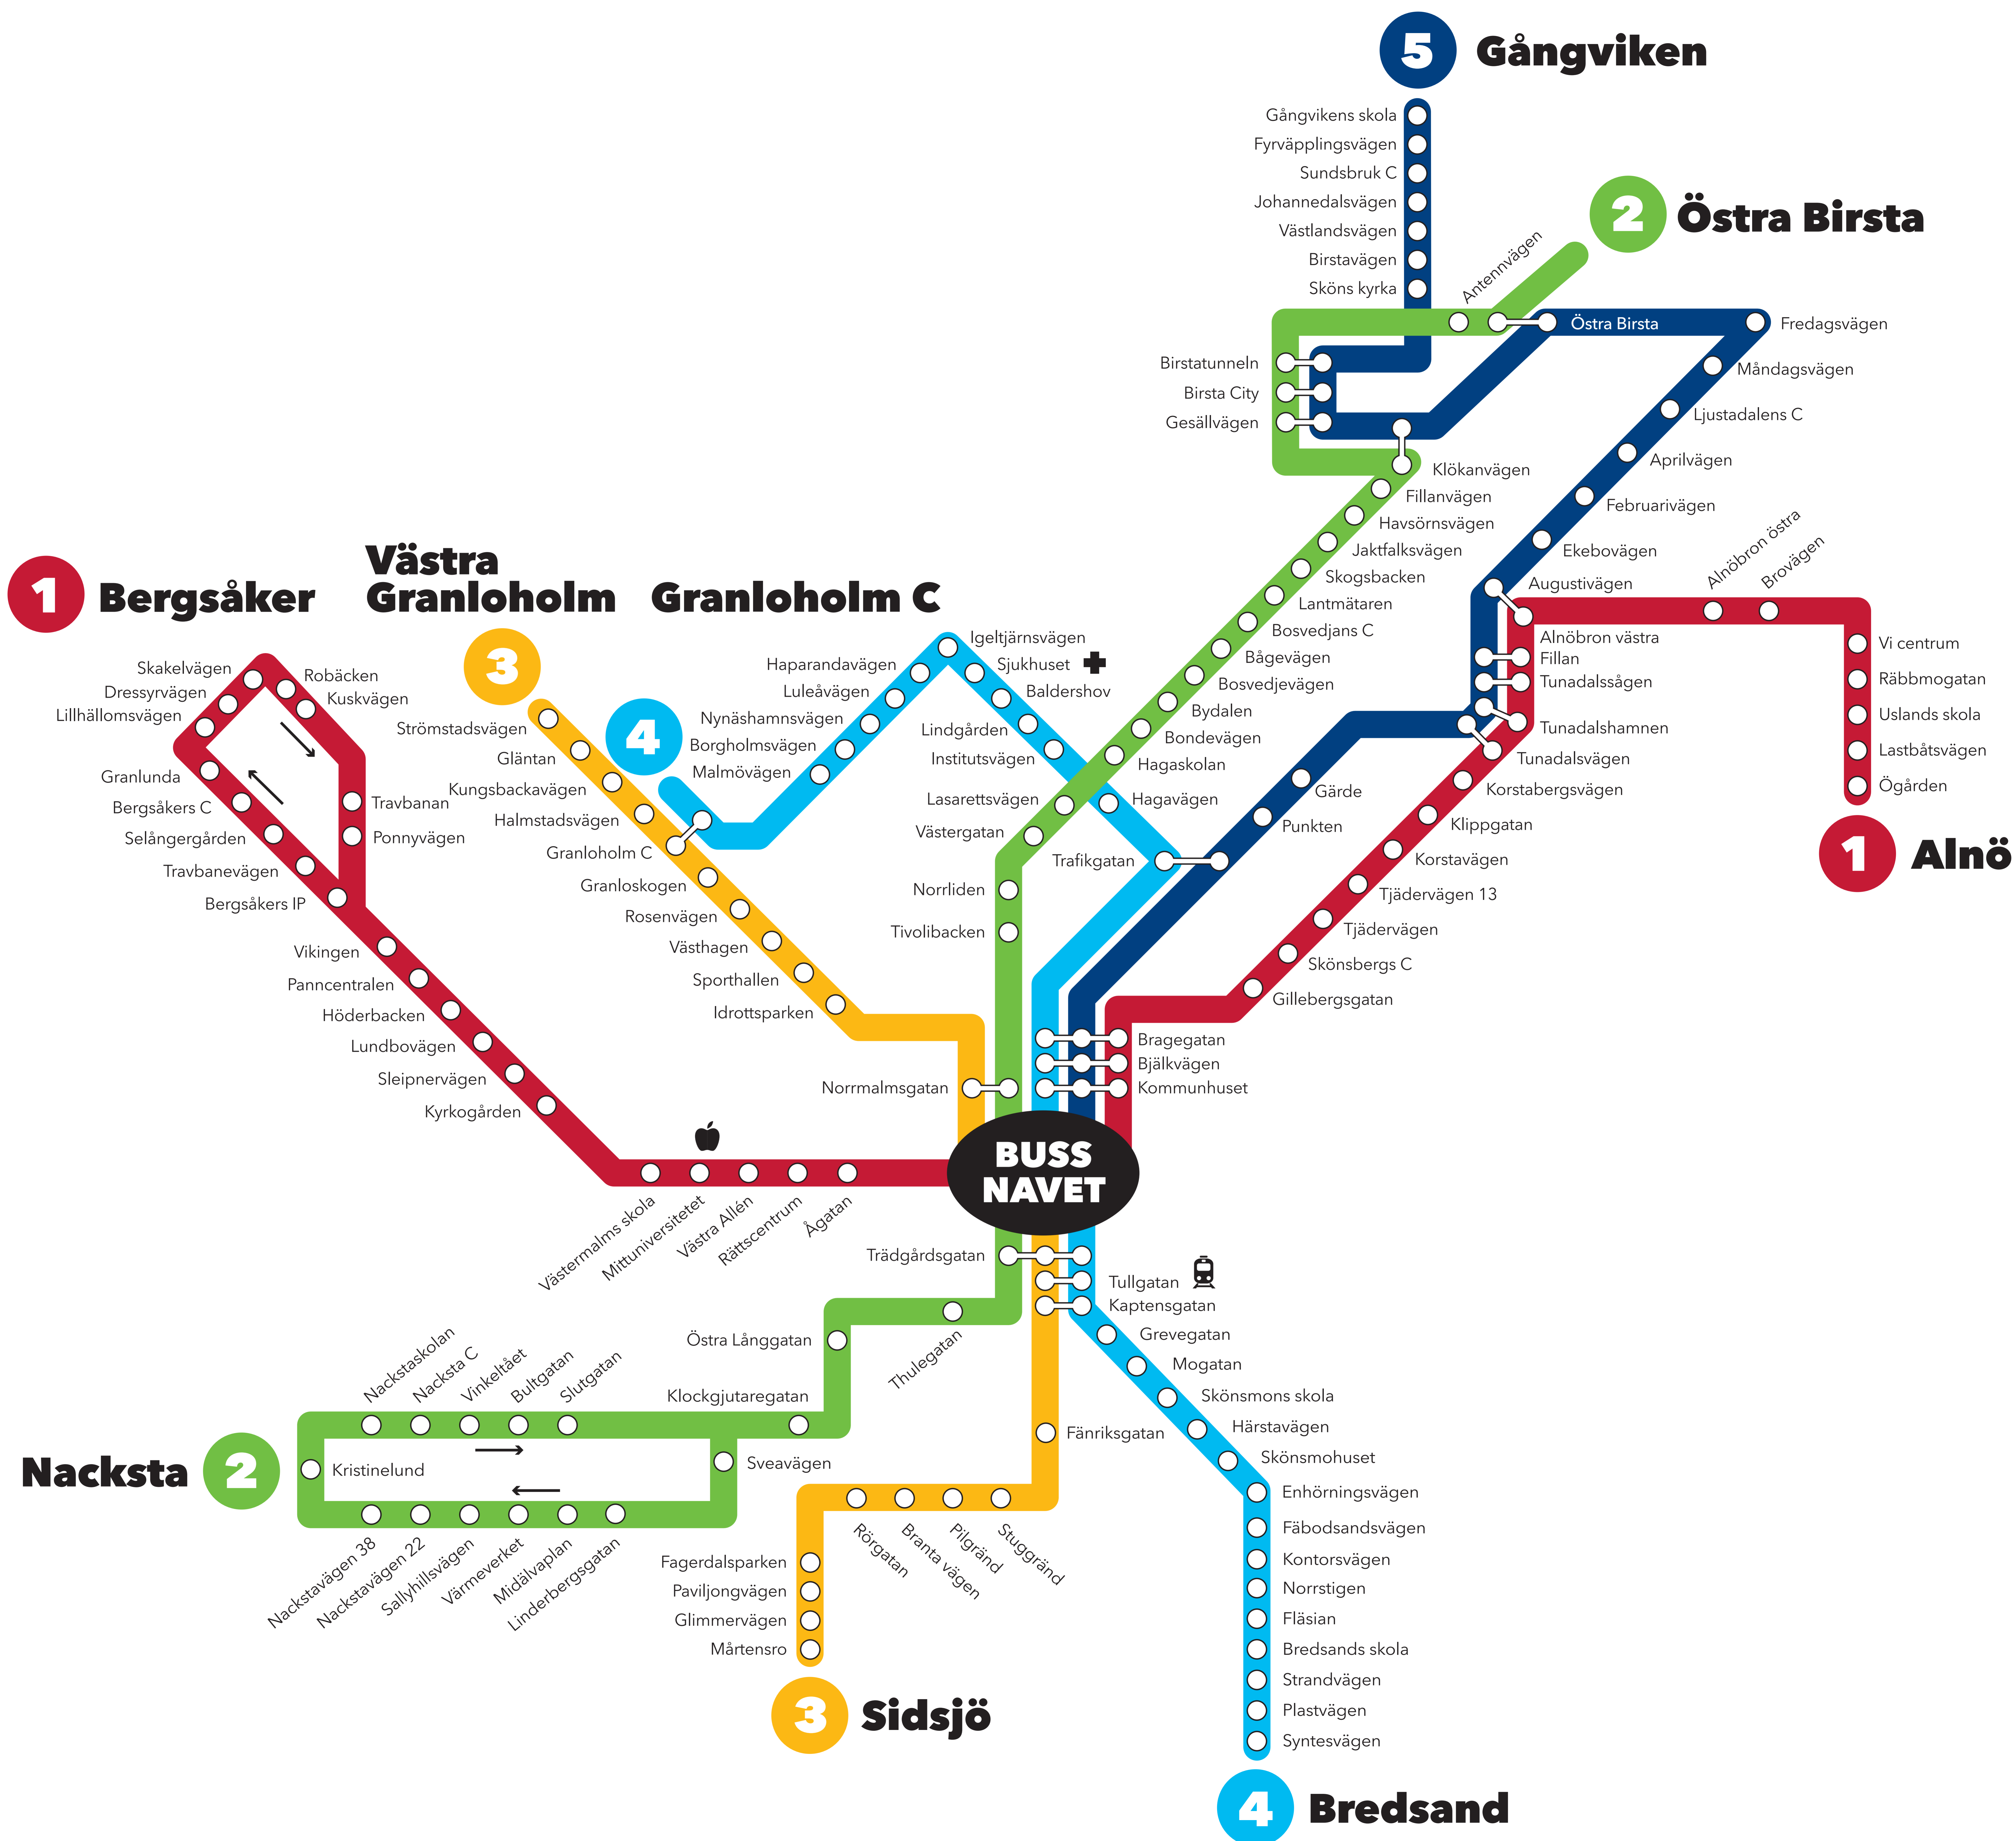 5 Gångviken
Gångvikens skola
Fyrväpplingsvägen
Sundsbruk C
Johannedalsvägen
Västlandsvägen
Birstavägen
Sköns kyrka
2 Östra Birsta
Antennvägen
Östra Birsta
Fredagsvägen
Måndagsvägen
Ljustadalens C
Aprilvägen
Februarivägen
Ekebovägen
Augustivägen
Birstatunneln
Birsta City
Gesällvägen
Klökanvägen
Fillanvägen
Havsörnsvägen
Jaktfalksvägen
Skogsbacken
Lantmätaren
Bosvedjans C
Bågevägen
Bosvedjevägen
Bydalen
Bondevägen
Hagaskolan
Lasarettsvägen
Västergatan
Norrliden
Tivolibacken
Alnöbron östra
Brovägen
Alnöbron västra
Fillan
Tunadalssågen
Tunadalshamnen
Tunadalsvägen
Korstabergsvägen
Klippgatan
Korstavägen
Tjädervägen 13
Tjädervägen
Skönsbergs C
Gillebergsgatan
Vi centrum
Räbbmogatan
Uslands skola
Lastbåtsvägen
Ögården
1 Alnö
Gärde
Punkten
1 Bergsåker
Skakelvägen
Dressyrvägen
Lillhällomsvägen
Robäcken
Kuskvägen
Granlunda
Bergsåkers C
Selångergården
Travbanevägen
Bergsåkers IP
Travbanan
Ponnyvägen
Vikingen
Panncentralen
Höderbacken
Lundbovägen
Sleipnervägen
Kyrkogården
Västermalms skola
Mittuniversitetet
Västra Allén
Rättscentrum
Ågatan
Västra
Granloholm
3
Strömstadsvägen
Gläntan
Kungsbackavägen
Halmstadsvägen
Granloholm C
Granloskogen
Rosenvägen
Västhagen
Sporthallen
Idrottsparken
Norrmalmsgatan
Granloholm C
4
Igeltjärnsvägen
Haparandavägen
Luleåvägen
Nynäshamnsvägen
Borgholmsvägen
Malmövägen
Sjukhuset
Baldershov
Lindgården
Institutsvägen
Hagavägen
Trafikgatan
Bragegatan
Bjälkvägen
Kommunhuset
BUSS
NAVET
Trädgårdsgatan
Tullgatan
Kaptensgatan
Grevegatan
Mogatan
Skönsmons skola
Härstavägen
Skönsmohuset
Enhörningsvägen
Fäbodsandsvägen
Kontorsvägen
Norrstigen
Fläsian
Bredsands skola
Strandvägen
Plastvägen
Syntesvägen
4 Bredsand
Thulegatan
Östra Långgatan
Klockgjutaregatan
Sveavägen
Nackstaskolan
Nacksta C
Vinkeltået
Bultgatan
Slutgatan
Nacksta 2
Kristinelund
Nackstavägen 38
Nackstavägen 22
Sallyhillsvägen
Värmeverket
Midälvaplan
Linderbergsgatan
Fänriksgatan
Rörgatan
Branta vägen
Pilgränd
Stuggränd
Fagerdalsparken
Paviljongvägen
Glimmervägen
Mårtensro
3 Sidsjö